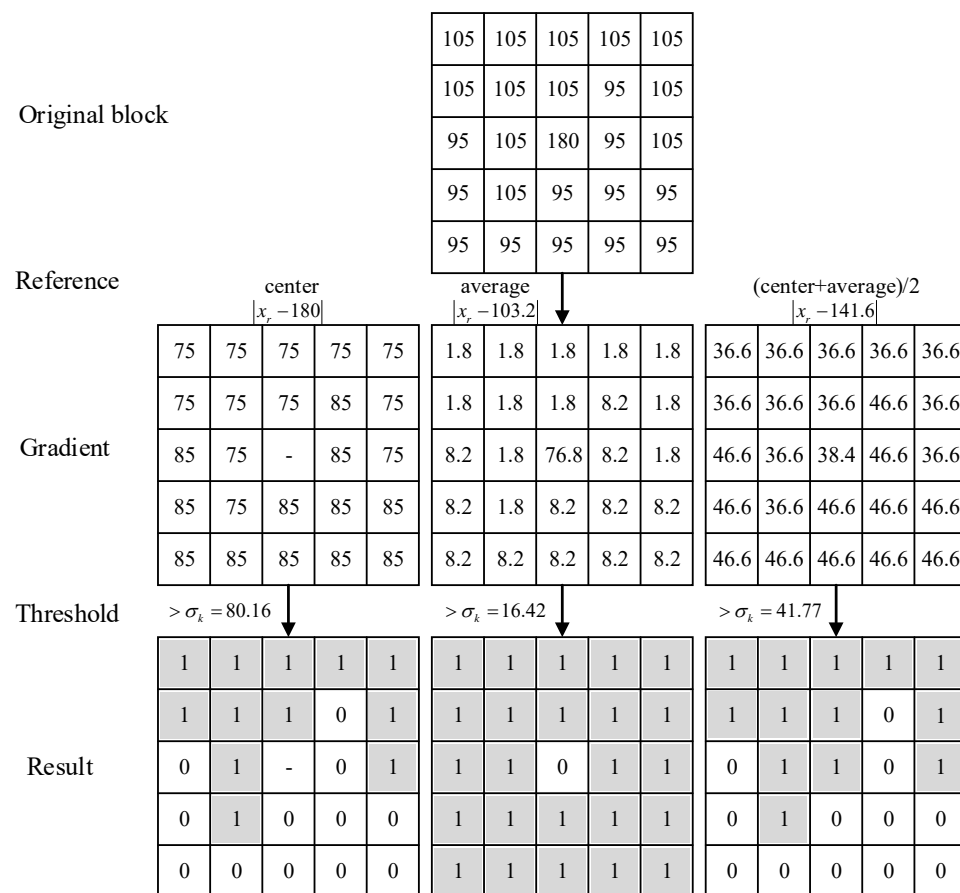 105 105 105 105 105
105 105 105 95 105
Original block
95 105 180 95 105
95 105 95 95 95
95 95 95 95 95
Reference
center average (center+average)/2
|x_r −180| |x_r −103.2| |x_r −141.6|
75 75 75 75 75 1.8 1.8 1.8 1.8 1.8 36.6 36.6 36.6 36.6 36.6
75 75 75 85 75 1.8 1.8 1.8 8.2 1.8 36.6 36.6 36.6 46.6 36.6
Gradient 85 75 - 85 75 8.2 1.8 76.8 8.2 1.8 46.6 36.6 38.4 46.6 36.6
85 75 85 85 85 8.2 1.8 8.2 8.2 8.2 46.6 36.6 46.6 46.6 46.6
85 85 85 85 85 8.2 8.2 8.2 8.2 8.2 46.6 46.6 46.6 46.6 46.6
Threshold > σ_k = 80.16 > σ_k = 16.42 > σ_k = 41.77
1 1 1 1 1 1 1 1 1 1 1 1 1 1 1
1 1 1 0 1 1 1 1 1 1 1 1 1 0 1
Result 0 1 - 0 1 1 1 0 1 1 0 1 1 0 1
0 1 0 0 0 1 1 1 1 1 0 1 0 0 0
0 0 0 0 0 1 1 1 1 1 0 0 0 0 0